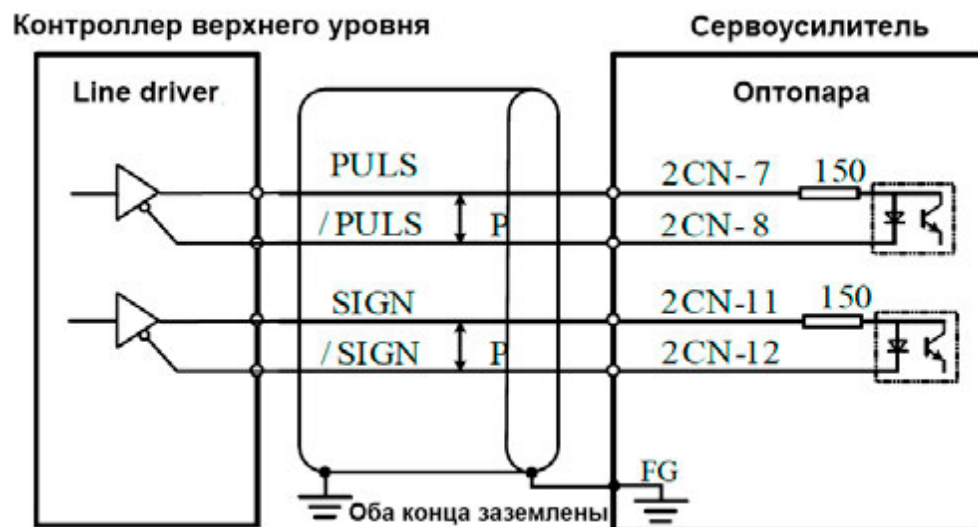 Контроллер верхнего уровня
Сервоусилитель
Line driver
Оптопара
PULS
2CN-7
150
/PULS
P
2CN-8
SIGN
2CN-11
150
/SIGN
P
2CN-12
FG
Оба конца заземлены